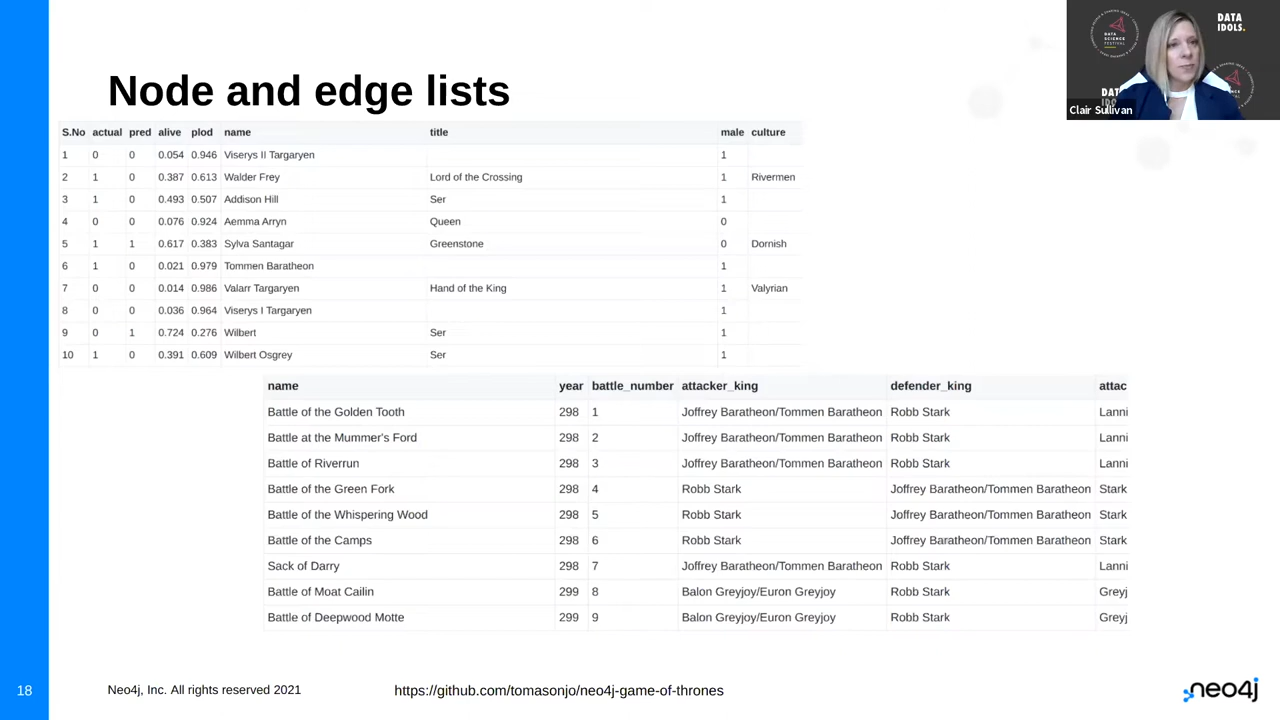 Node and edge lists
S.No actual pred alive plod name title male culture
1 0 0 0.054 0.946 Viserys II Targaryen 1
2 1 0 0.387 0.613 Walder Frey Lord of the Crossing 1 Rivermen
3 1 0 0.493 0.507 Addison Hill Ser 1
4 0 0 0.076 0.924 Aemma Arryn Queen 0
5 1 1 0.617 0.383 Sylva Santagar Greenstone 0 Dornish
6 1 0 0.021 0.979 Tommen Baratheon 1
7 0 0 0.014 0.986 Valarr Targaryen Hand of the King 1 Valyrian
8 0 0 0.036 0.964 Viserys I Targaryen 1
9 0 1 0.724 0.276 Wilbert Ser 1
10 1 0 0.391 0.609 Wilbert Osgrey Ser 1
name year battle_number attacker_king defender_king attac
Battle of the Golden Tooth 298 1 Joffrey Baratheon/Tommen Baratheon Robb Stark Lanni
Battle at the Mummer's Ford 298 2 Joffrey Baratheon/Tommen Baratheon Robb Stark Lanni
Battle of Riverrun 298 3 Joffrey Baratheon/Tommen Baratheon Robb Stark Lanni
Battle of the Green Fork 298 4 Robb Stark Joffrey Baratheon/Tommen Baratheon Stark
Battle of the Whispering Wood 298 5 Robb Stark Joffrey Baratheon/Tommen Baratheon Stark
Battle of the Camps 298 6 Robb Stark Joffrey Baratheon/Tommen Baratheon Stark
Sack of Darry 298 7 Joffrey Baratheon/Tommen Baratheon Robb Stark Lanni
Battle of Moat Cailin 299 8 Balon Greyjoy/Euron Greyjoy Robb Stark Greyj
Battle of Deepwood Motte 299 9 Balon Greyjoy/Euron Greyjoy Robb Stark Greyj
18
Neo4j, Inc. All rights reserved 2021
https://github.com/tomasonjo/neo4j-game-of-thrones
neo4j
DATA
SCIENCE
FESTIVAL
DATA
IDOLS.
Clair Sullivan